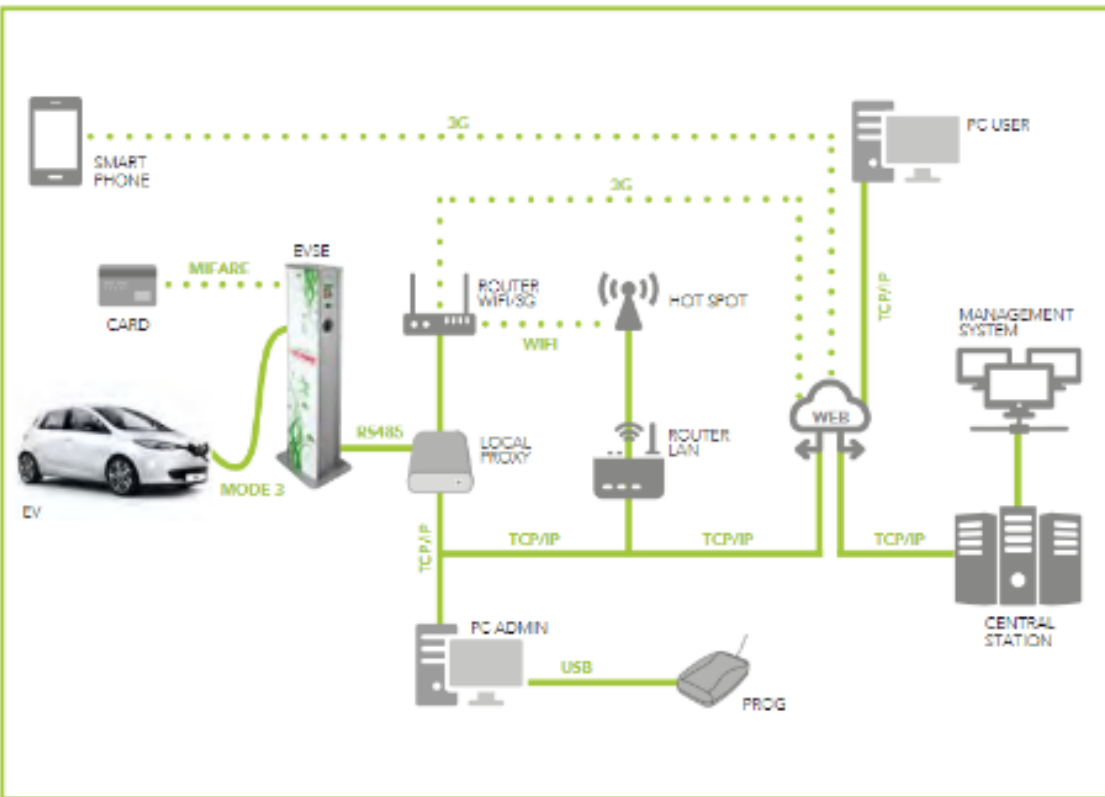 3G
PC USER
SMART
PHONE
3G
EVSE
MIFARE
ROUTER
WIFI/3G
HOT SPOT
TCP/IP
MANAGEMENT
SYSTEM
CARD
WIFI
WEB
RS485
LOCAL
PROXY
ROUTER
LAN
MODE 3
EV
TCP/IP
TCP/IP
TCP/IP
TCP/IP
PC ADMIN
CENTRAL
STATION
USB
PROG